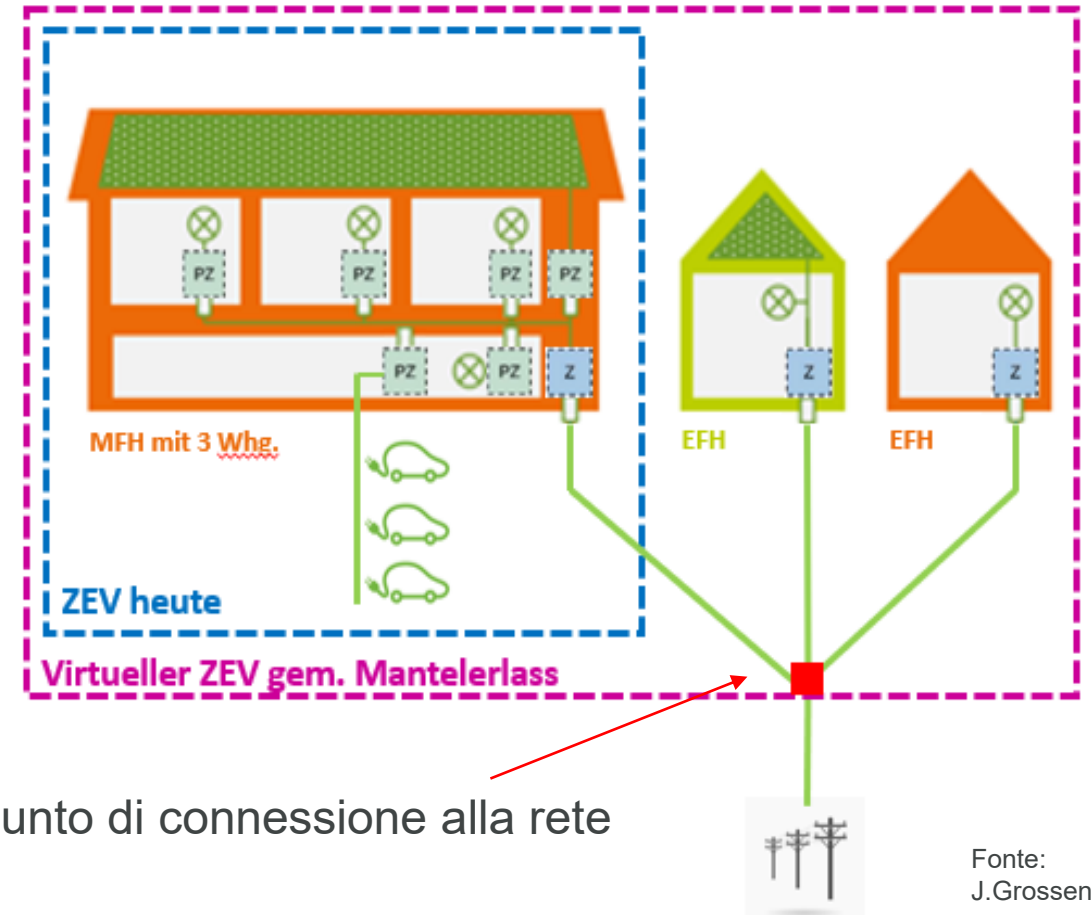 PZ PZ PZ PZ
PZ PZ Z Z Z
MFH mit 3 Whg. EFH EFH
ZEV heute
Virtueller ZEV gem. Mantelerlass
unto di connessione alla rete
Fonte:
J.Grossen